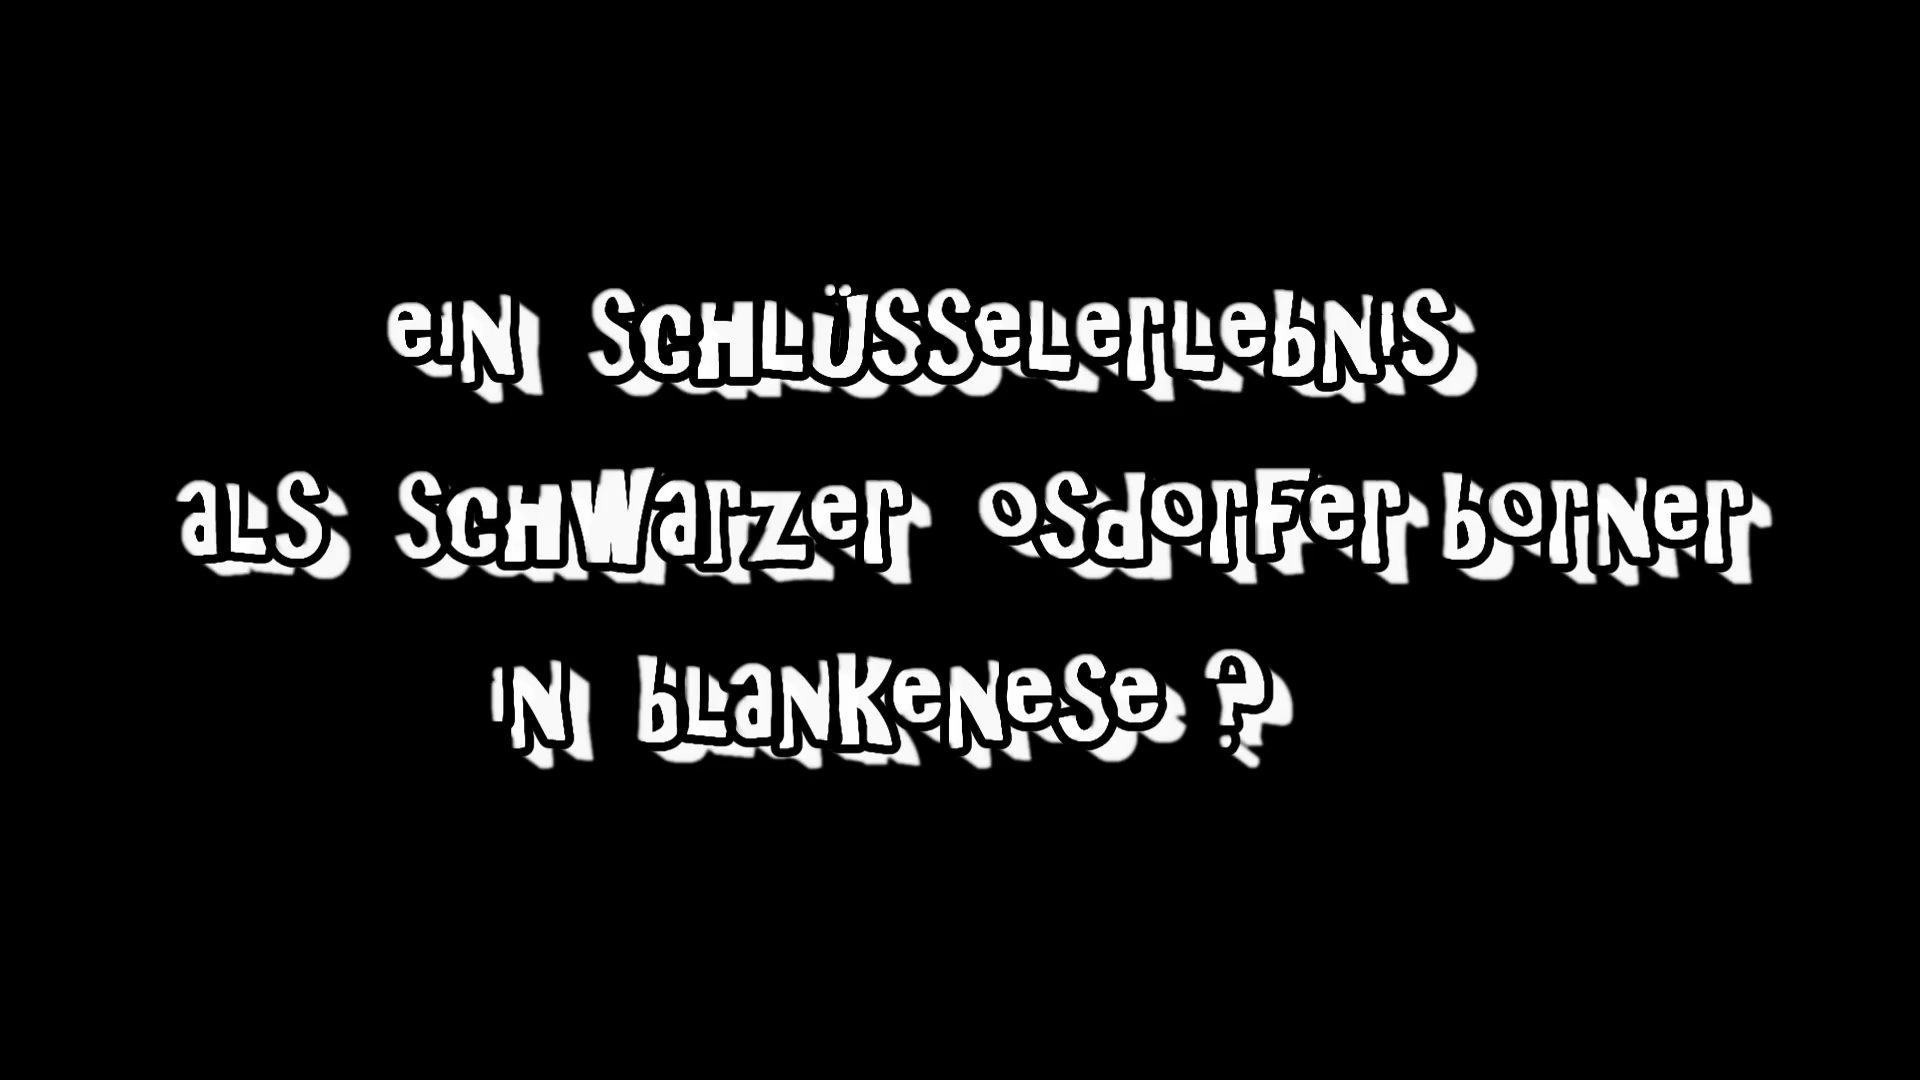 ein Schlüsselerlebnis
als Schwarzer Osdorfer Borner
in Blankenese ?